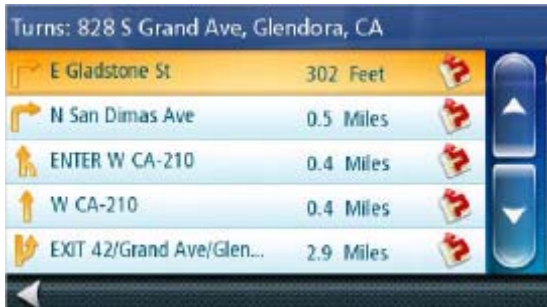 Turns: 828 S Grand Ave, Glendora, CA
E Gladstone St 302 Feet
N San Dimas Ave 0.5 Miles
ENTER W CA-210 0.4 Miles
W CA-210 0.4 Miles
EXIT 42/Grand Ave/Glen... 2.9 Miles